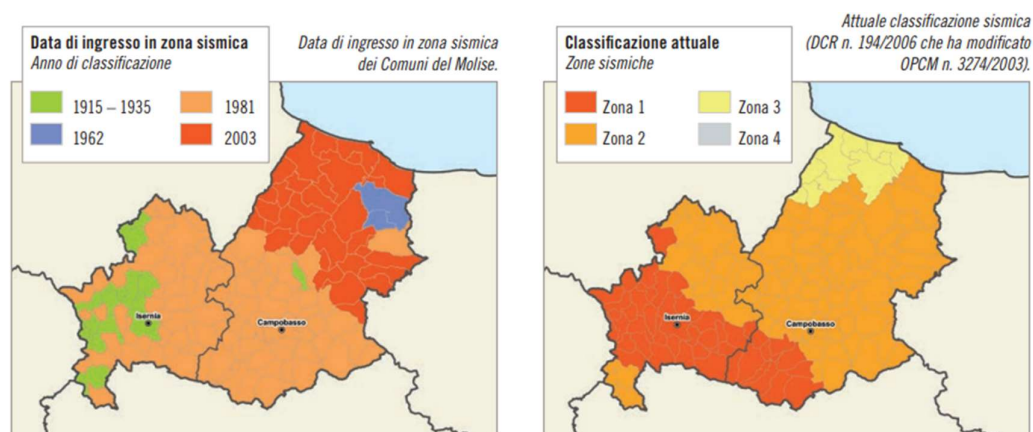 Data di ingresso in zona sismica
Anno di classificazione
1915 – 1935
1981
1962
2003
Data di ingresso in zona sismica
dei Comuni del Molise.
Isernia
Campobasso
Classificazione attuale
Zone sismiche
Zona 1
Zona 3
Zona 2
Zona 4
Attuale classificazione sismica
(DCR n. 194/2006 che ha modificato
OPCM n. 3274/2003).
Isernia
Campobasso